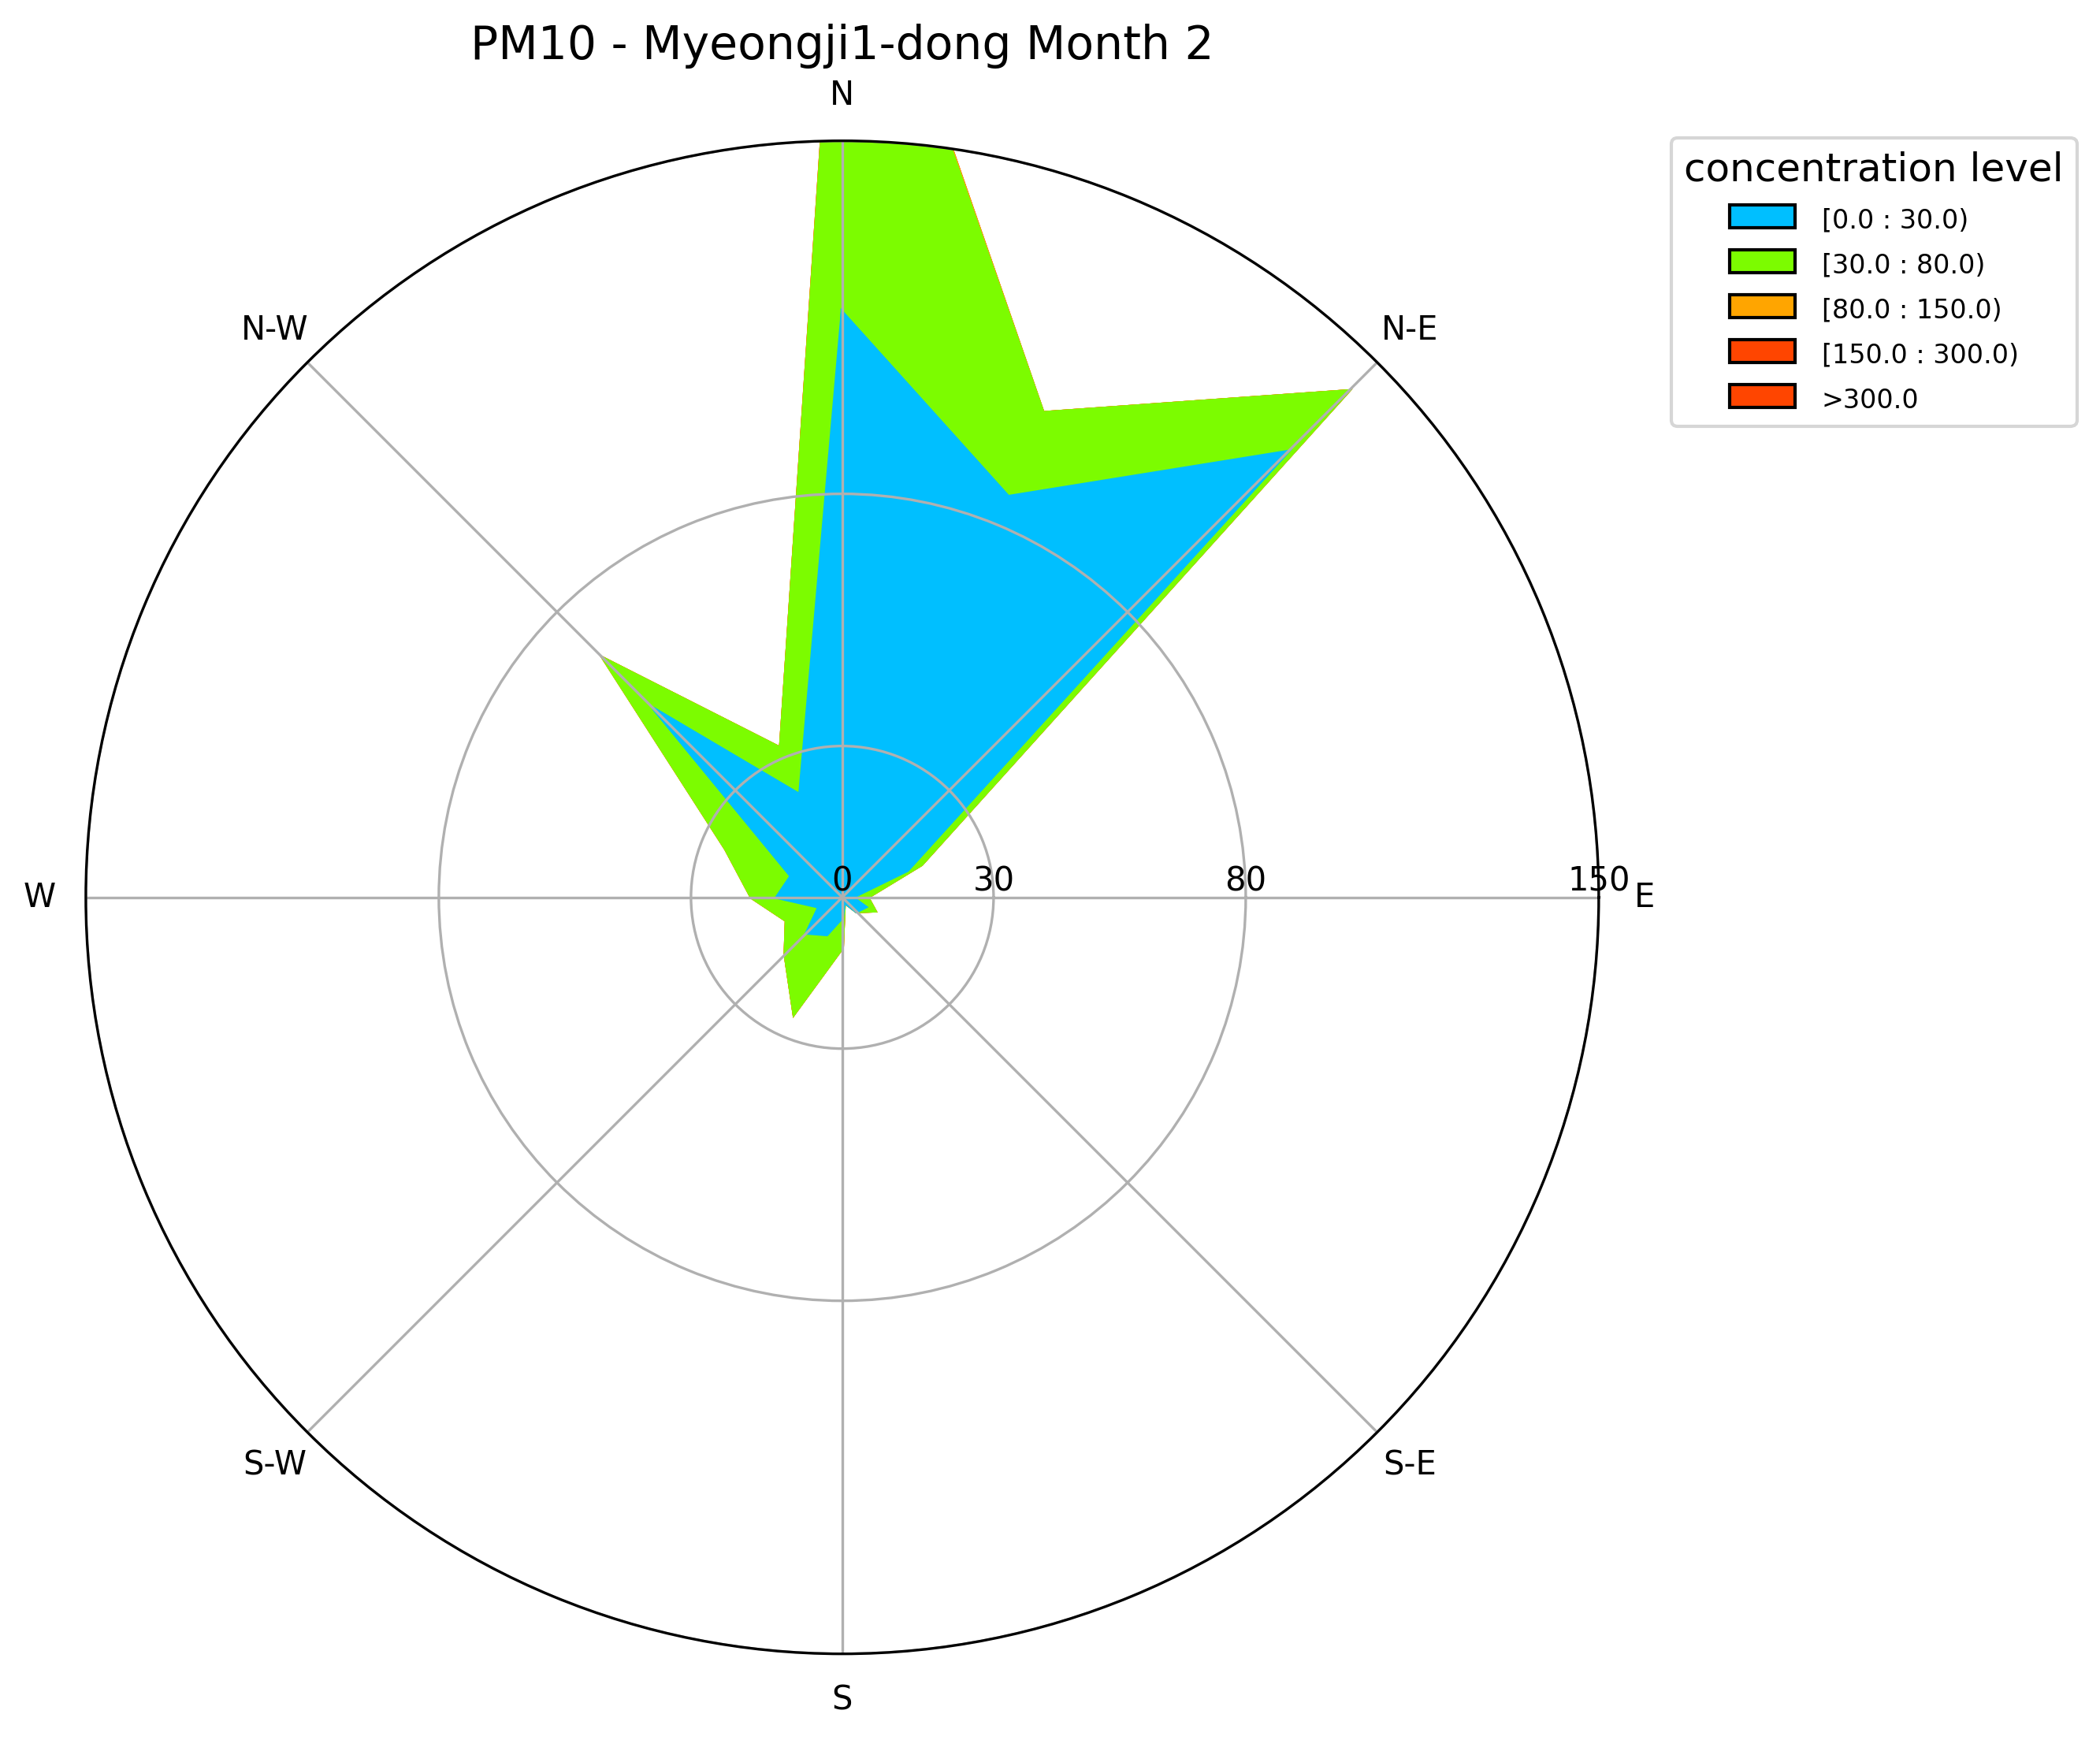 PM10 - Myeongji1-dong Month 2
N
N-W
N-E
W
0
30
80
150
E
S-W
S-E
S
concentration level
[0.0 : 30.0)
[30.0 : 80.0)
[80.0 : 150.0)
[150.0 : 300.0)
>300.0